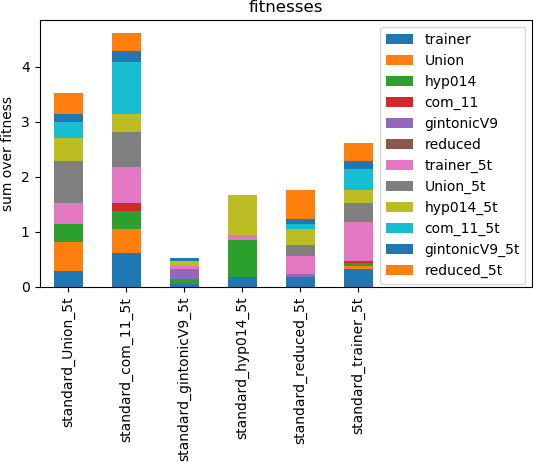 fitnesses
sum over fitness
4
3
2
1
0
trainer
Union
hyp014
com_11
gintonicV9
reduced
trainer_5t
Union_5t
hyp014_5t
com_11_5t
gintonicV9_5t
reduced_5t
standard_Union_5t
standard_com_11_5t
standard_gintonicV9_5t
standard_hyp014_5t
standard_reduced_5t
standard_trainer_5t